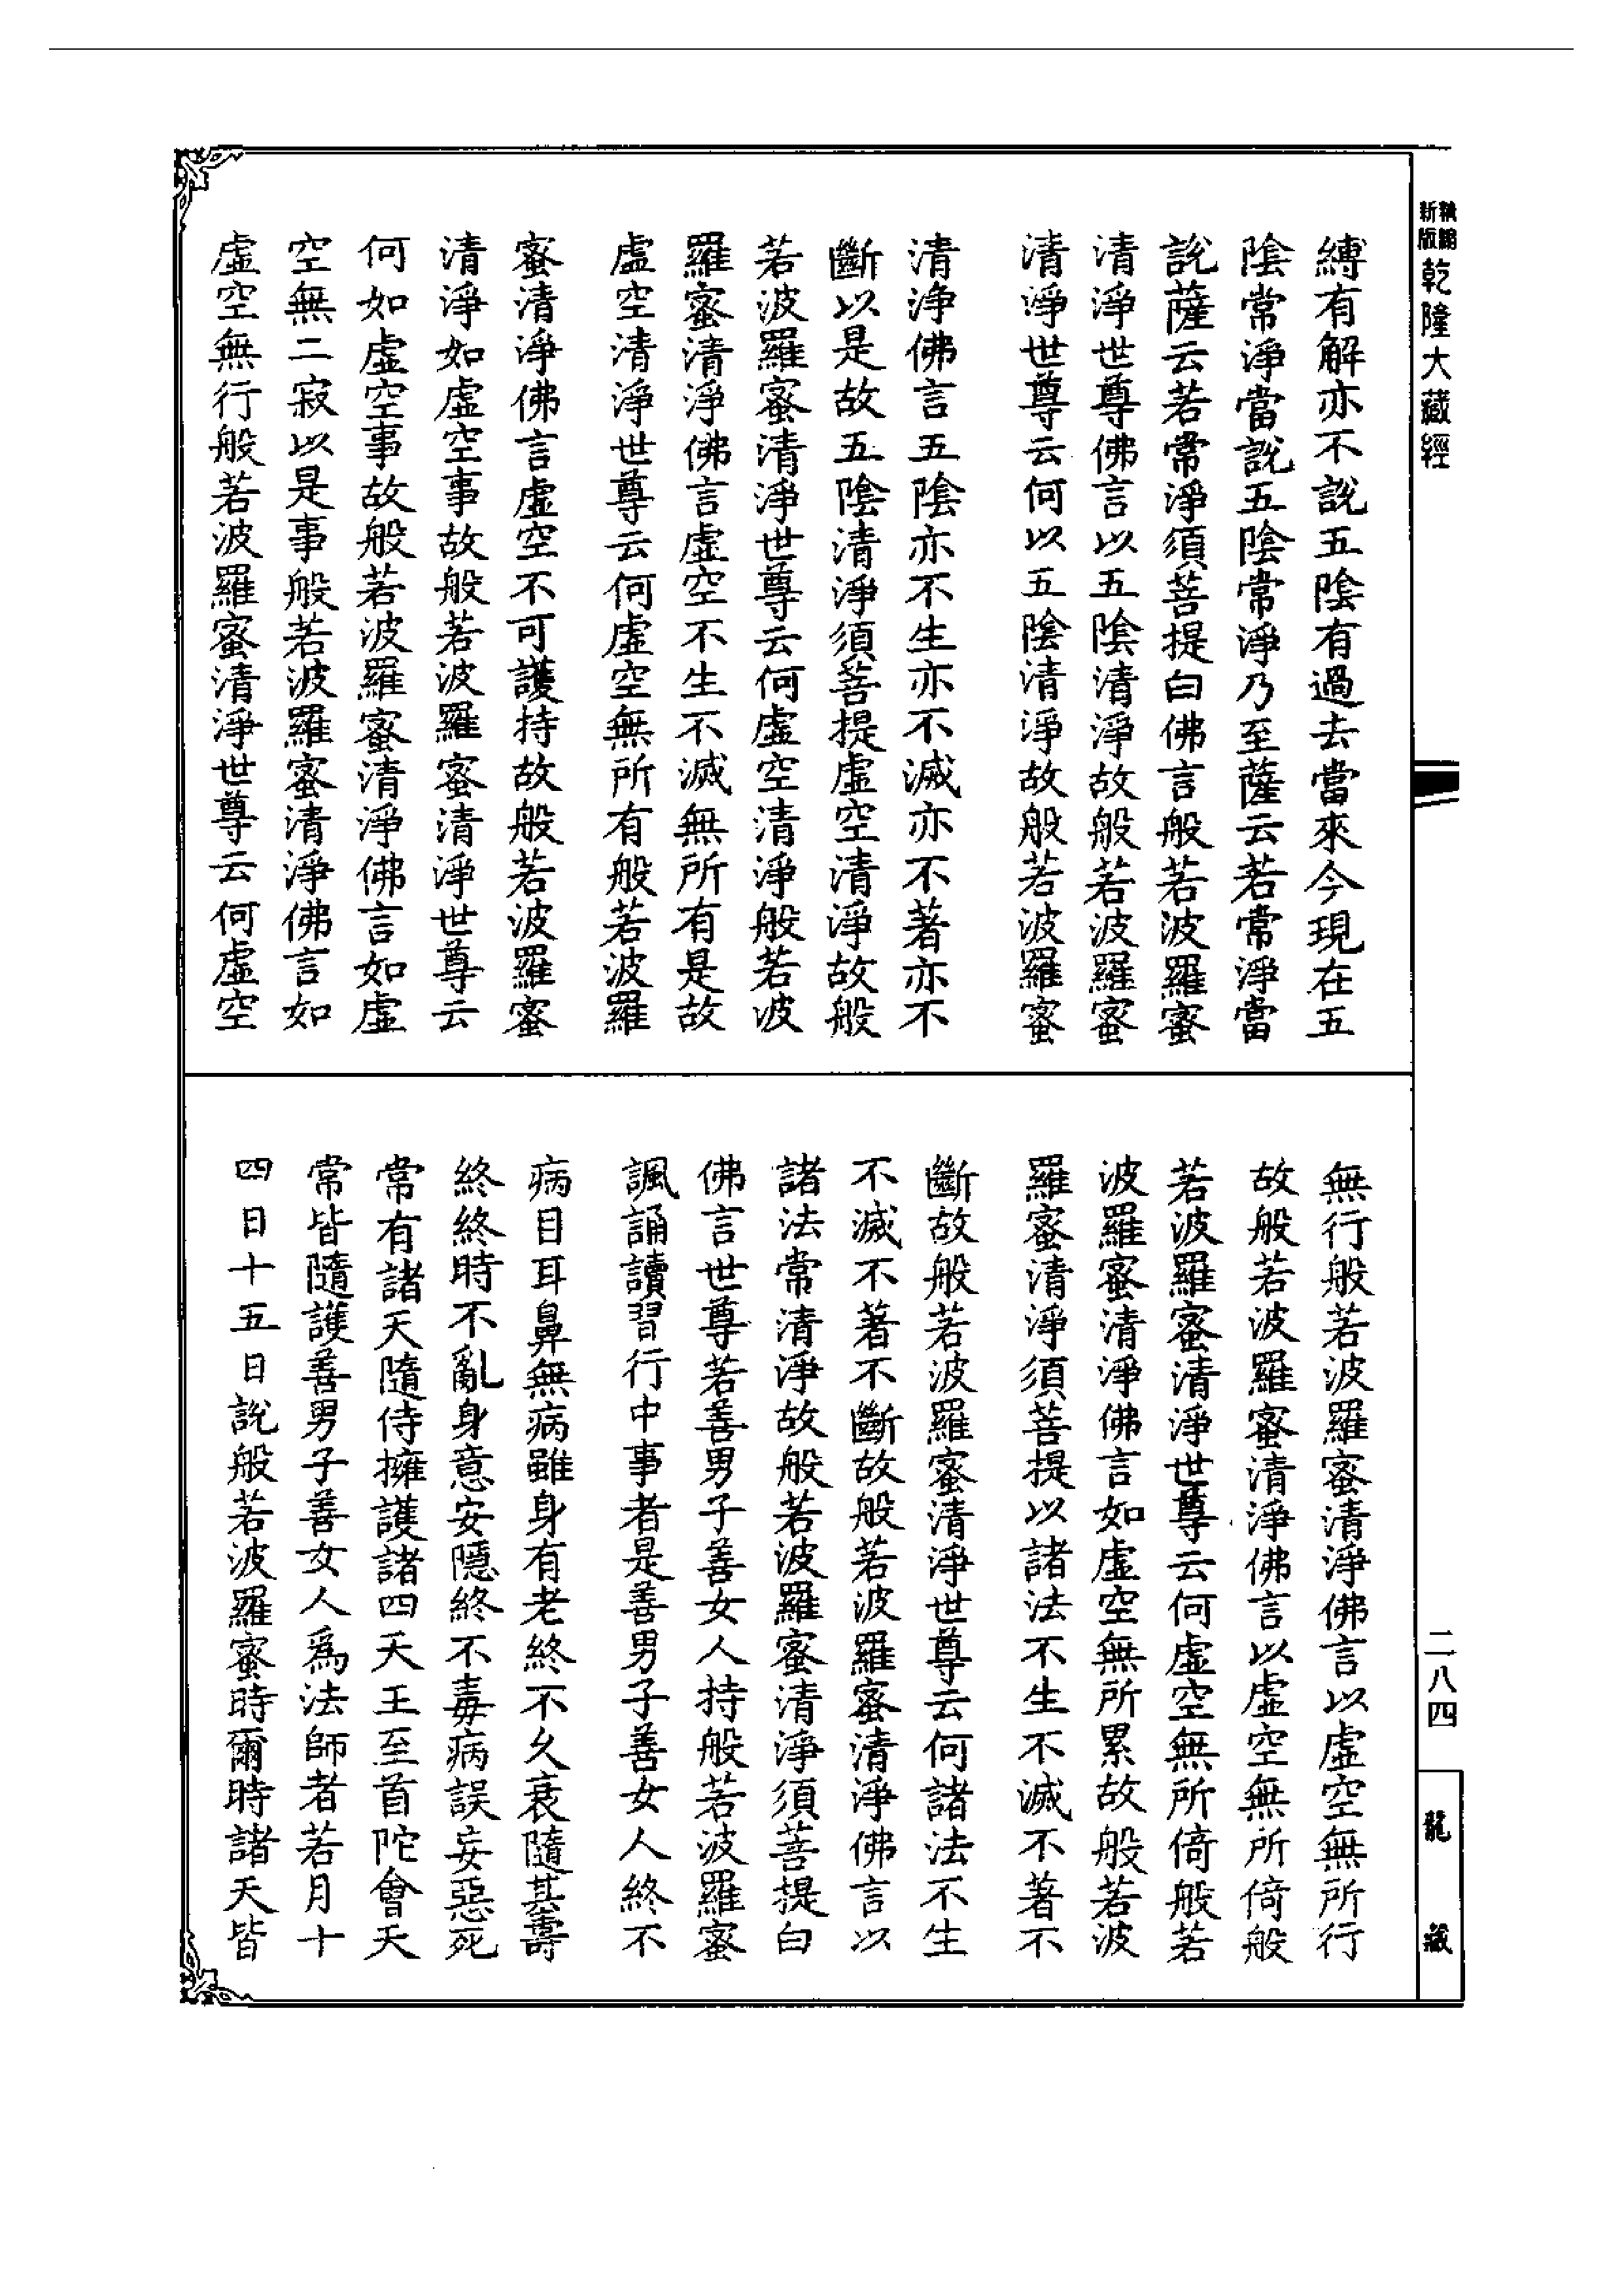 新版
乾隆大藏經
縛有解亦不說五陰有過去當來今現在五
陰常淨當說五陰常淨乃至薩云若常淨當
說薩云若常淨須菩提白佛言般若波羅蜜
清淨世尊佛言以五陰清淨故般若波羅蜜
清淨世尊云何以五陰清淨故般若波羅蜜
清淨佛言五陰亦不生亦不滅亦不著亦不
斷以是故五陰清淨須菩提虛空清淨故般
若波羅蜜清淨世尊云何虛空清淨般若波
羅蜜清淨佛言虛空不生不滅無所有是故
虛空清淨世尊云何虛空無所有般若波羅
蜜清淨佛言虛空不可護持故般若波羅蜜
清淨如虛空事故般若波羅蜜清淨世尊云
何如虛空事故般若波羅蜜清淨佛言如虛
空無二寂以是事般若波羅蜜清淨佛言如
虛空無行般若波羅蜜清淨世尊云何虛空
無行般若波羅蜜清淨佛言以虛空無所行
故般若波羅蜜清淨佛言以虛空無所倚般
若波羅蜜清淨世尊云何虛空無所倚般若
波羅蜜清淨佛言如虛空無所累故般若波
羅蜜清淨須菩提以諸法不生不滅不著不
斷故般若波羅蜜清淨世尊云何諸法不生
不滅不著不斷故般若波羅蜜清淨佛言以
諸法常清淨故般若波羅蜜清淨須菩提白
佛言世尊若善男子善女人持般若波羅蜜
諷誦讀習行中事者是善男子善女人終不
病目耳鼻無病雖身有老終不久衰隨其壽
終終時不亂身意安隱終不毒病誤妄惡死
常有諸天隨侍擁護諸四天王至首陀會天
常皆隨護善男子善女人為法師者若月十
四日十五日說般若波羅蜜時爾時諸天皆
二八四
龍藏